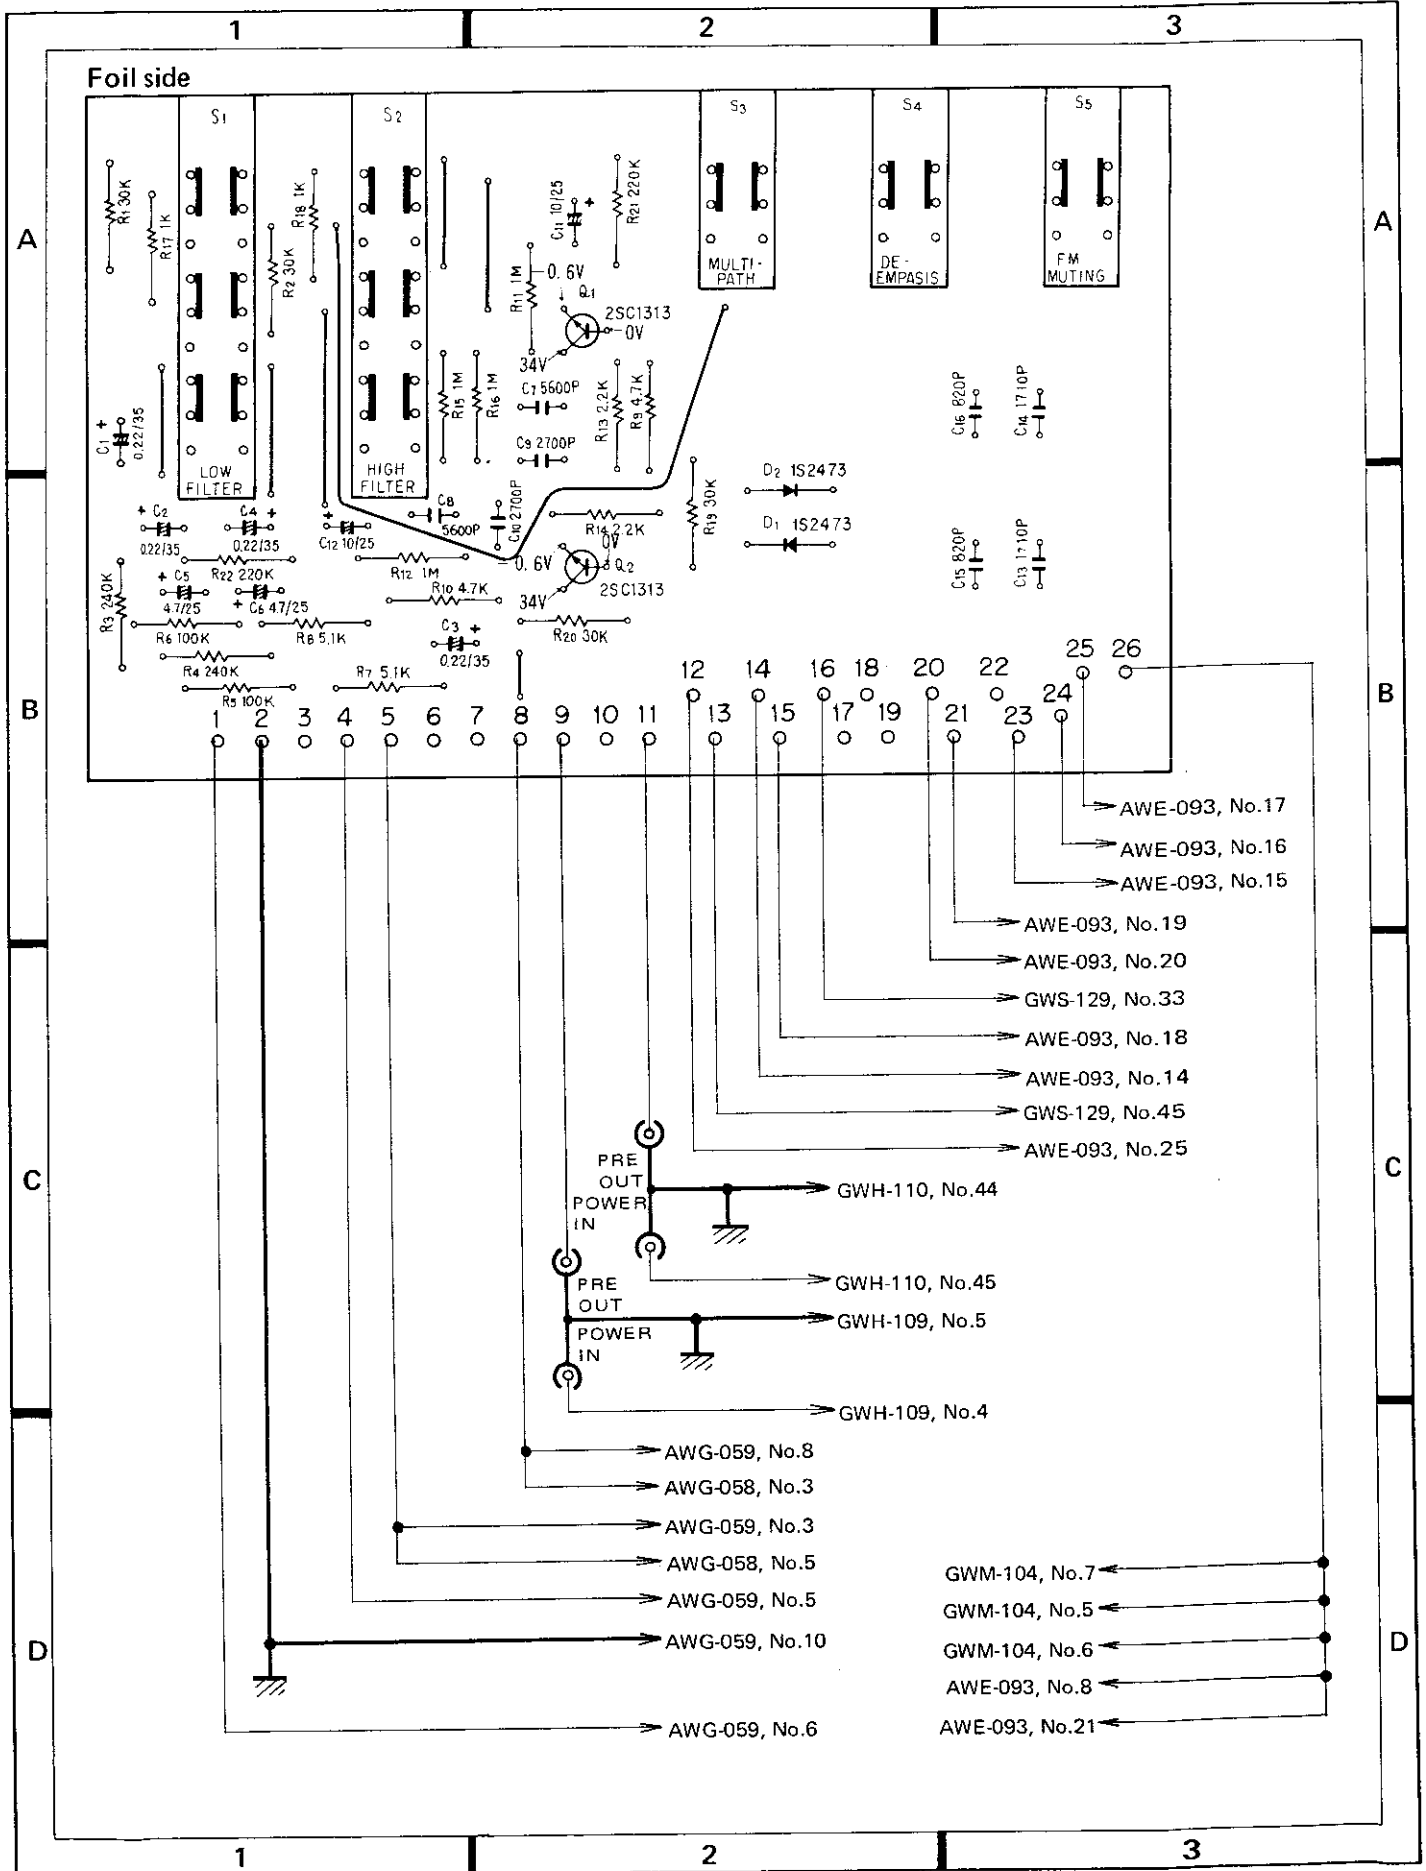 1 2 3
Foil side
S1 S2 S3 S4 S5
R1 30K
R17 1K
R18 1K
R2 30K
C11 10/25 +
R21 220K
A A
MULTI-
PATH
DE-
EMPASIS
FM
MUTING
R11 1M
-0.6V
Q1
2SC1313
0V
34V
C7 5600P
R15 1M
R16 1M
R13 2.2K
R9 4.7K
C16 820P
C14 1710P
C1 + 0.22/35
C9 2700P
LOW
FILTER
HIGH
FILTER
D2 1S2473
R19 30K
+ C2
0.22/35
C4 +
0.22/35
+
C12 10/25
C8
5600P
C10 2700P
R14 2.2K
D1 1S2473
0V
-0.6V
Q2
2SC1313
34V
C15 820P
C13 1710P
R22 220K
R12 1M
+ C5
4.7/25
+ C6 4.7/25
R10 4.7K
R3 240K
R6 100K
R8 5.1K
C3 +
0.22/35
R20 30K
R4 240K
R7 5.1K
R5 100K
25 26
12 14 16 18 20 22
24
B B
1 2 3 4 5 6 7 8 9 10 11 13 15 17 19 21 23
AWE-093, No.17
AWE-093, No.16
AWE-093, No.15
AWE-093, No.19
AWE-093, No.20
GWS-129, No.33
AWE-093, No.18
AWE-093, No.14
GWS-129, No.45
AWE-093, No.25
C C
PRE
OUT
POWER
IN
GWH-110, No.44
GWH-110, No.45
PRE
OUT
POWER
IN
GWH-109, No.5
GWH-109, No.4
AWG-059, No.8
AWG-058, No.3
AWG-059, No.3
AWG-058, No.5
AWG-059, No.5
AWG-059, No.10
AWG-059, No.6
GWM-104, No.7
GWM-104, No.5
GWM-104, No.6
AWE-093, No.8
AWE-093, No.21
D D
1 2 3